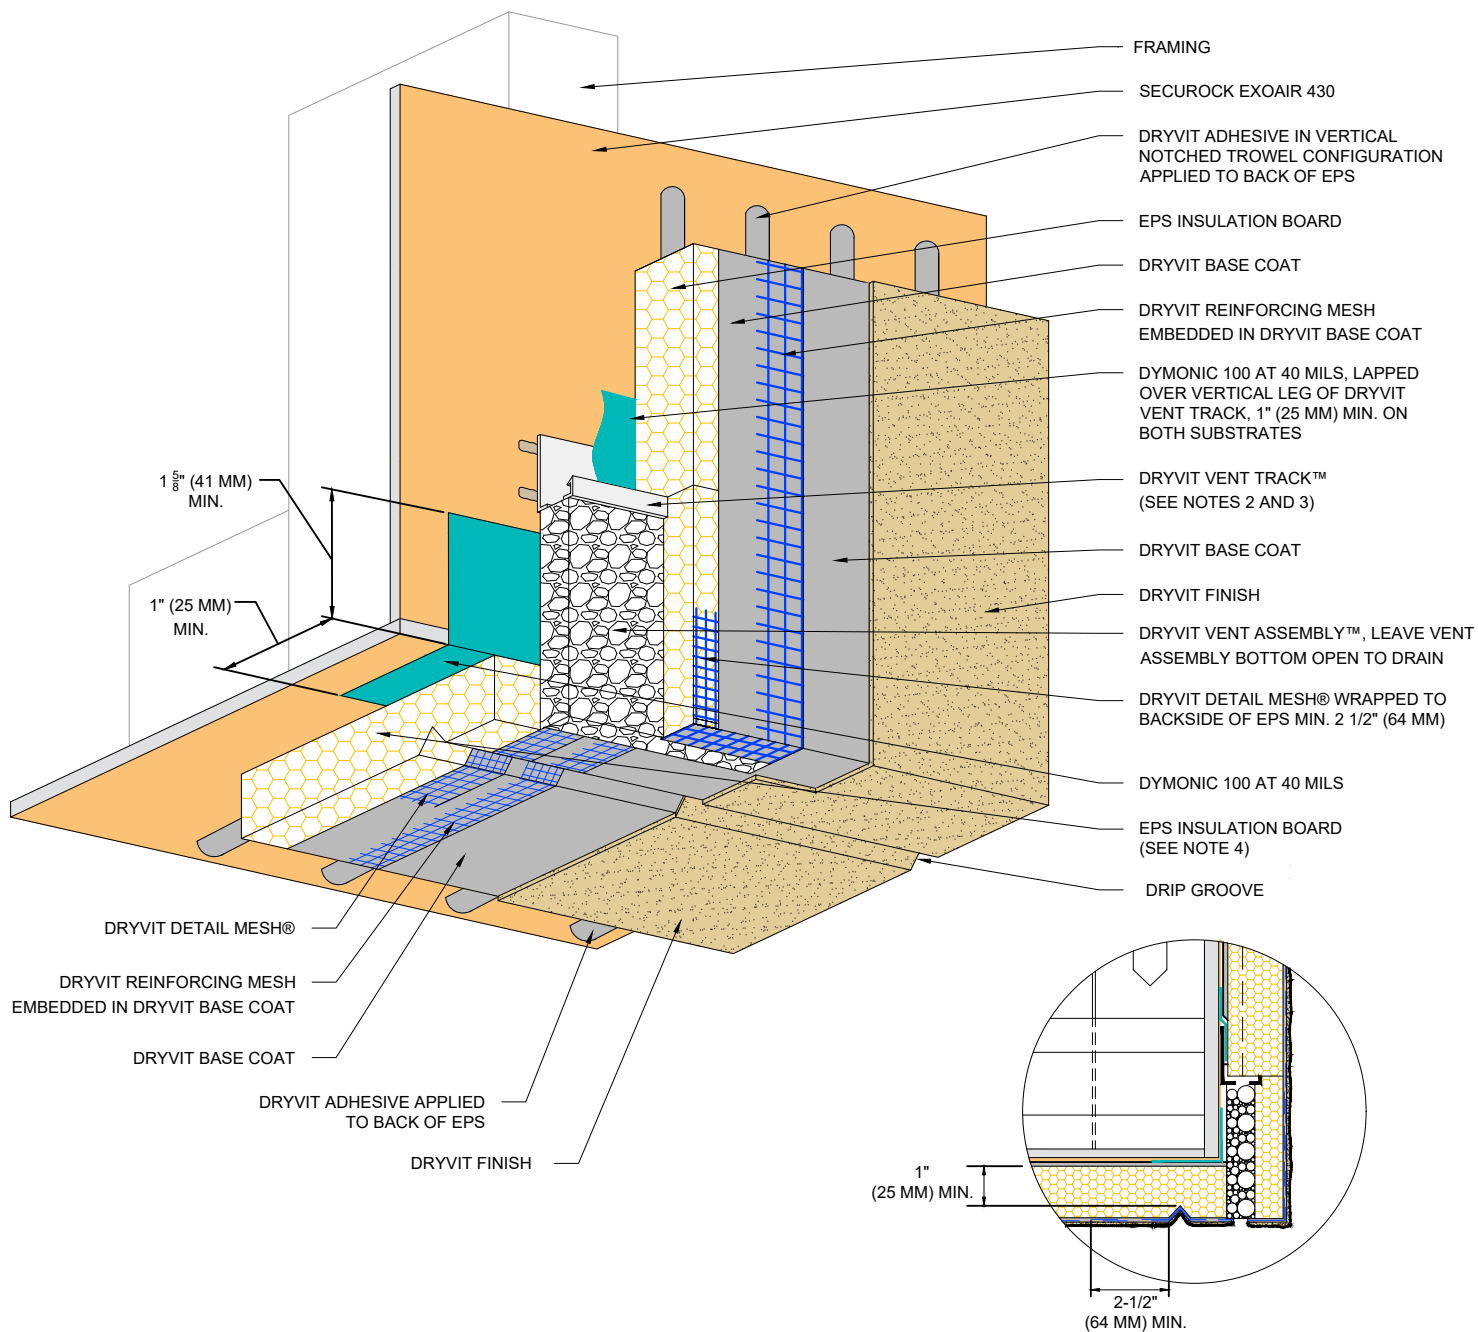 FRAMING
SECUROCK EXOAIR 430
DRYVIT ADHESIVE IN VERTICAL
NOTCHED TROWEL CONFIGURATION
APPLIED TO BACK OF EPS
EPS INSULATION BOARD
DRYVIT BASE COAT
DRYVIT REINFORCING MESH
EMBEDDED IN DRYVIT BASE COAT
DYMONIC 100 AT 40 MILS, LAPPED
OVER VERTICAL LEG OF DRYVIT
VENT TRACK, 1" (25 MM) MIN. ON
BOTH SUBSTRATES
DRYVIT VENT TRACK™
(SEE NOTES 2 AND 3)
DRYVIT BASE COAT
DRYVIT FINISH
DRYVIT VENT ASSEMBLY™, LEAVE VENT
ASSEMBLY BOTTOM OPEN TO DRAIN
DRYVIT DETAIL MESH® WRAPPED TO
BACKSIDE OF EPS MIN. 2 1/2" (64 MM)
DYMONIC 100 AT 40 MILS
EPS INSULATION BOARD
(SEE NOTE 4)
DRIP GROOVE
1 5/8" (41 MM)
MIN.
1" (25 MM)
MIN.
DRYVIT DETAIL MESH®
DRYVIT REINFORCING MESH
EMBEDDED IN DRYVIT BASE COAT
DRYVIT BASE COAT
DRYVIT ADHESIVE APPLIED
TO BACK OF EPS
DRYVIT FINISH
1"
(25 MM) MIN.
2-1/2"
(64 MM) MIN.